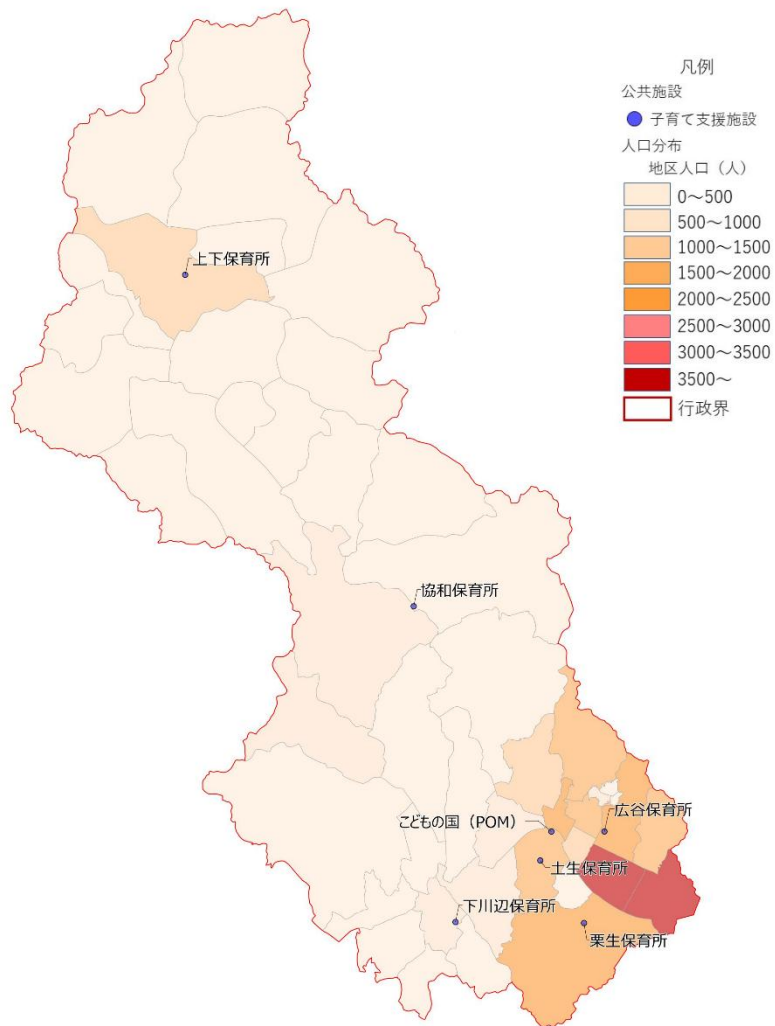 凡例
公共施設
子育て支援施設
人口分布
地区人口（人）
0～500
500～1000
1000～1500
1500～2000
2000～2500
2500～3000
3000～3500
3500～
行政界
上下保育所
協和保育所
こどもの国（POM）
広谷保育所
土生保育所
下川辺保育所
栗生保育所